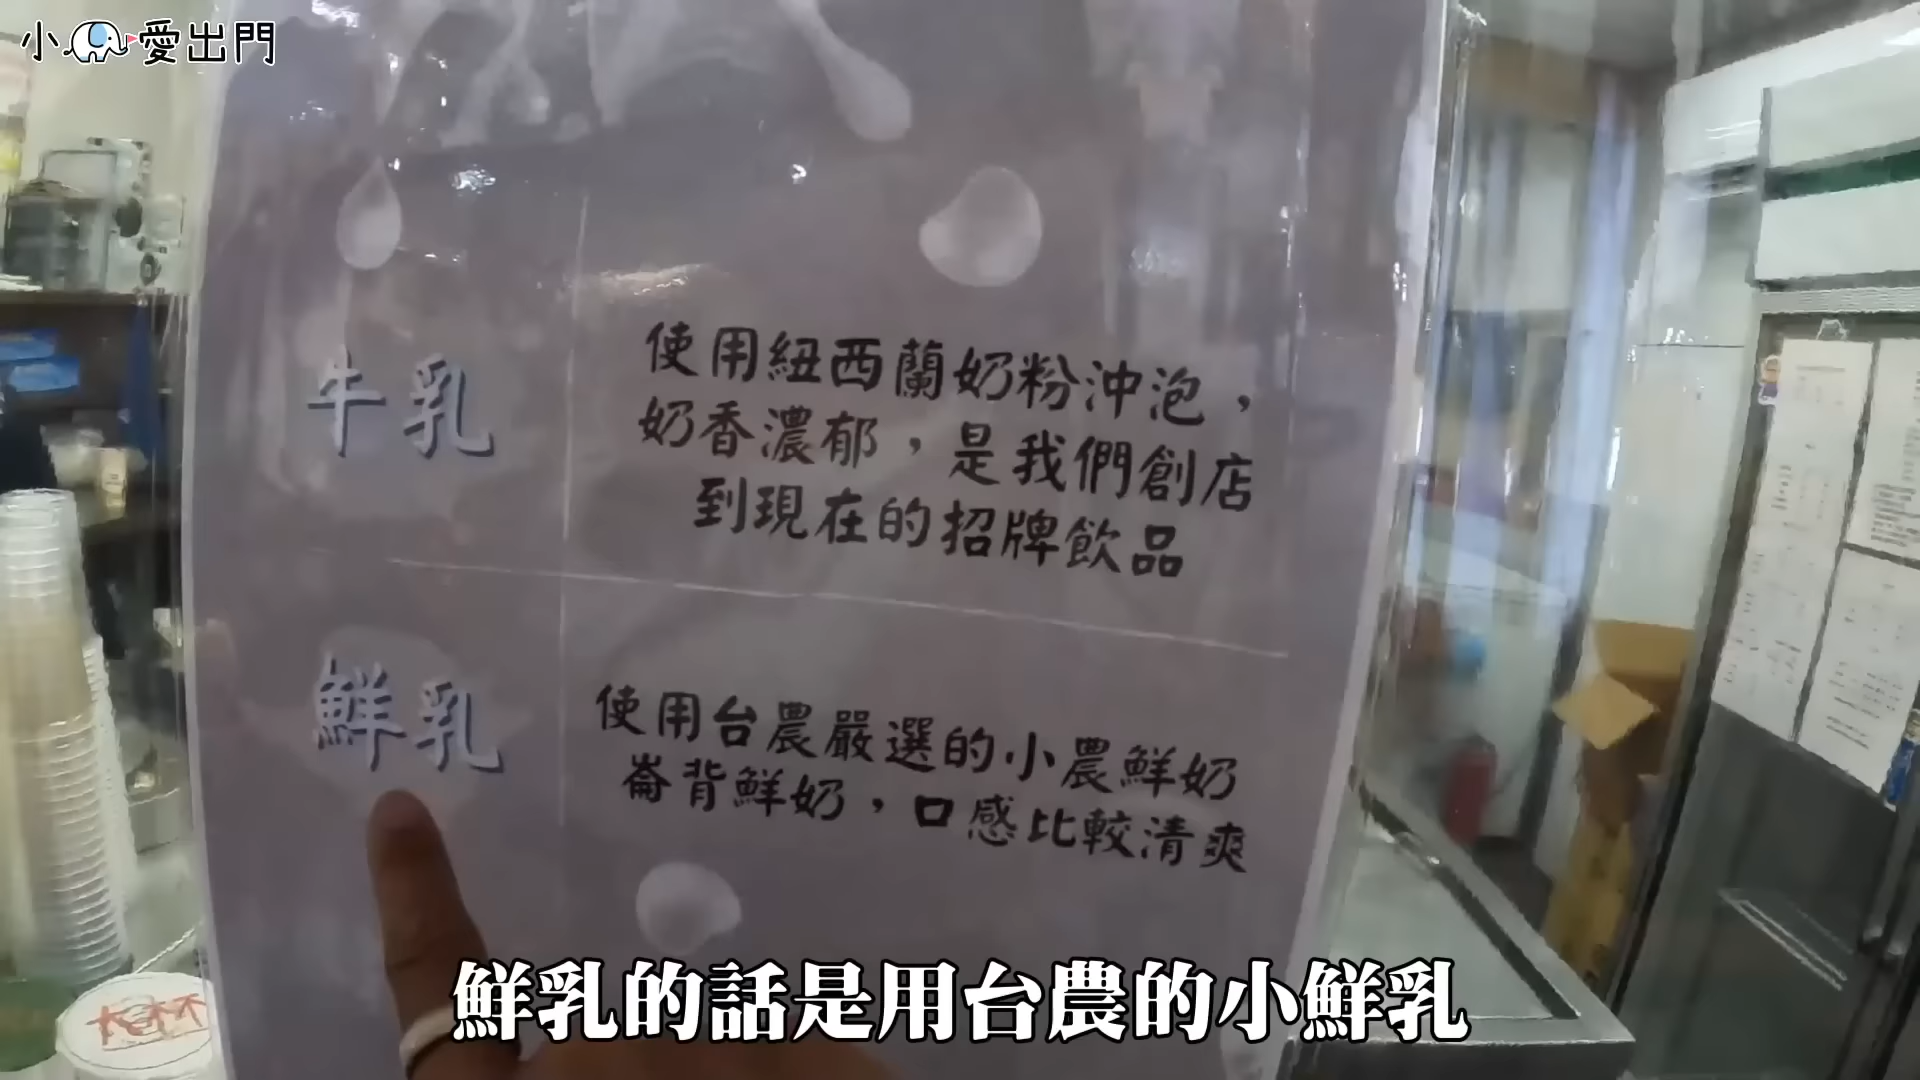 小愛出門
牛乳
使用紐西蘭奶粉沖泡，
奶香濃郁，是我們創店
到現在的招牌飲品
鮮乳
使用台農嚴選的小農鮮奶
崙背鮮奶，口感比較清爽
大杯
鮮乳的話是用台農的小鮮乳